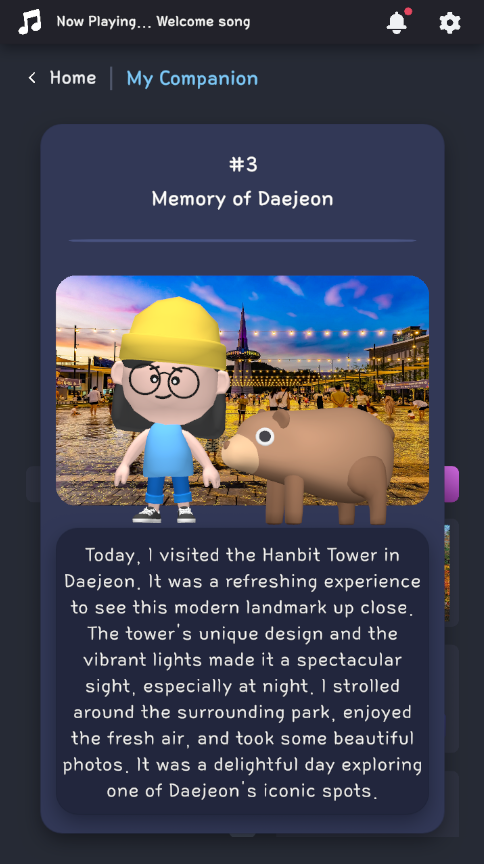 Now Playing... Welcome song
Home
My Companion
#3
Memory of Daejeon
Today, I visited the Hanbit Tower in
Daejeon. It was a refreshing experience
to see this modern landmark up close.
The tower's unique design and the
vibrant lights made it a spectacular
sight, especially at night. I strolled
around the surrounding park, enjoyed
the fresh air, and took some beautiful
photos. It was a delightful day exploring
one of Daejeon's iconic spots.